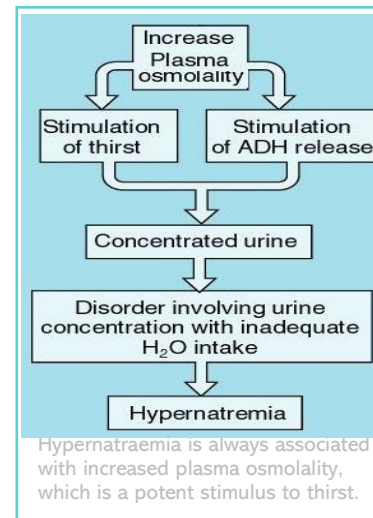 Increase
Plasma
osmolality
Stimulation
of thirst
Stimulation
of ADH release
Concentrated urine
Disorder involving urine
concentration with inadequate
H₂O intake
Hypernatremia
Hypernatraemia is always associated
with increased plasma osmolality,
which is a potent stimulus to thirst.